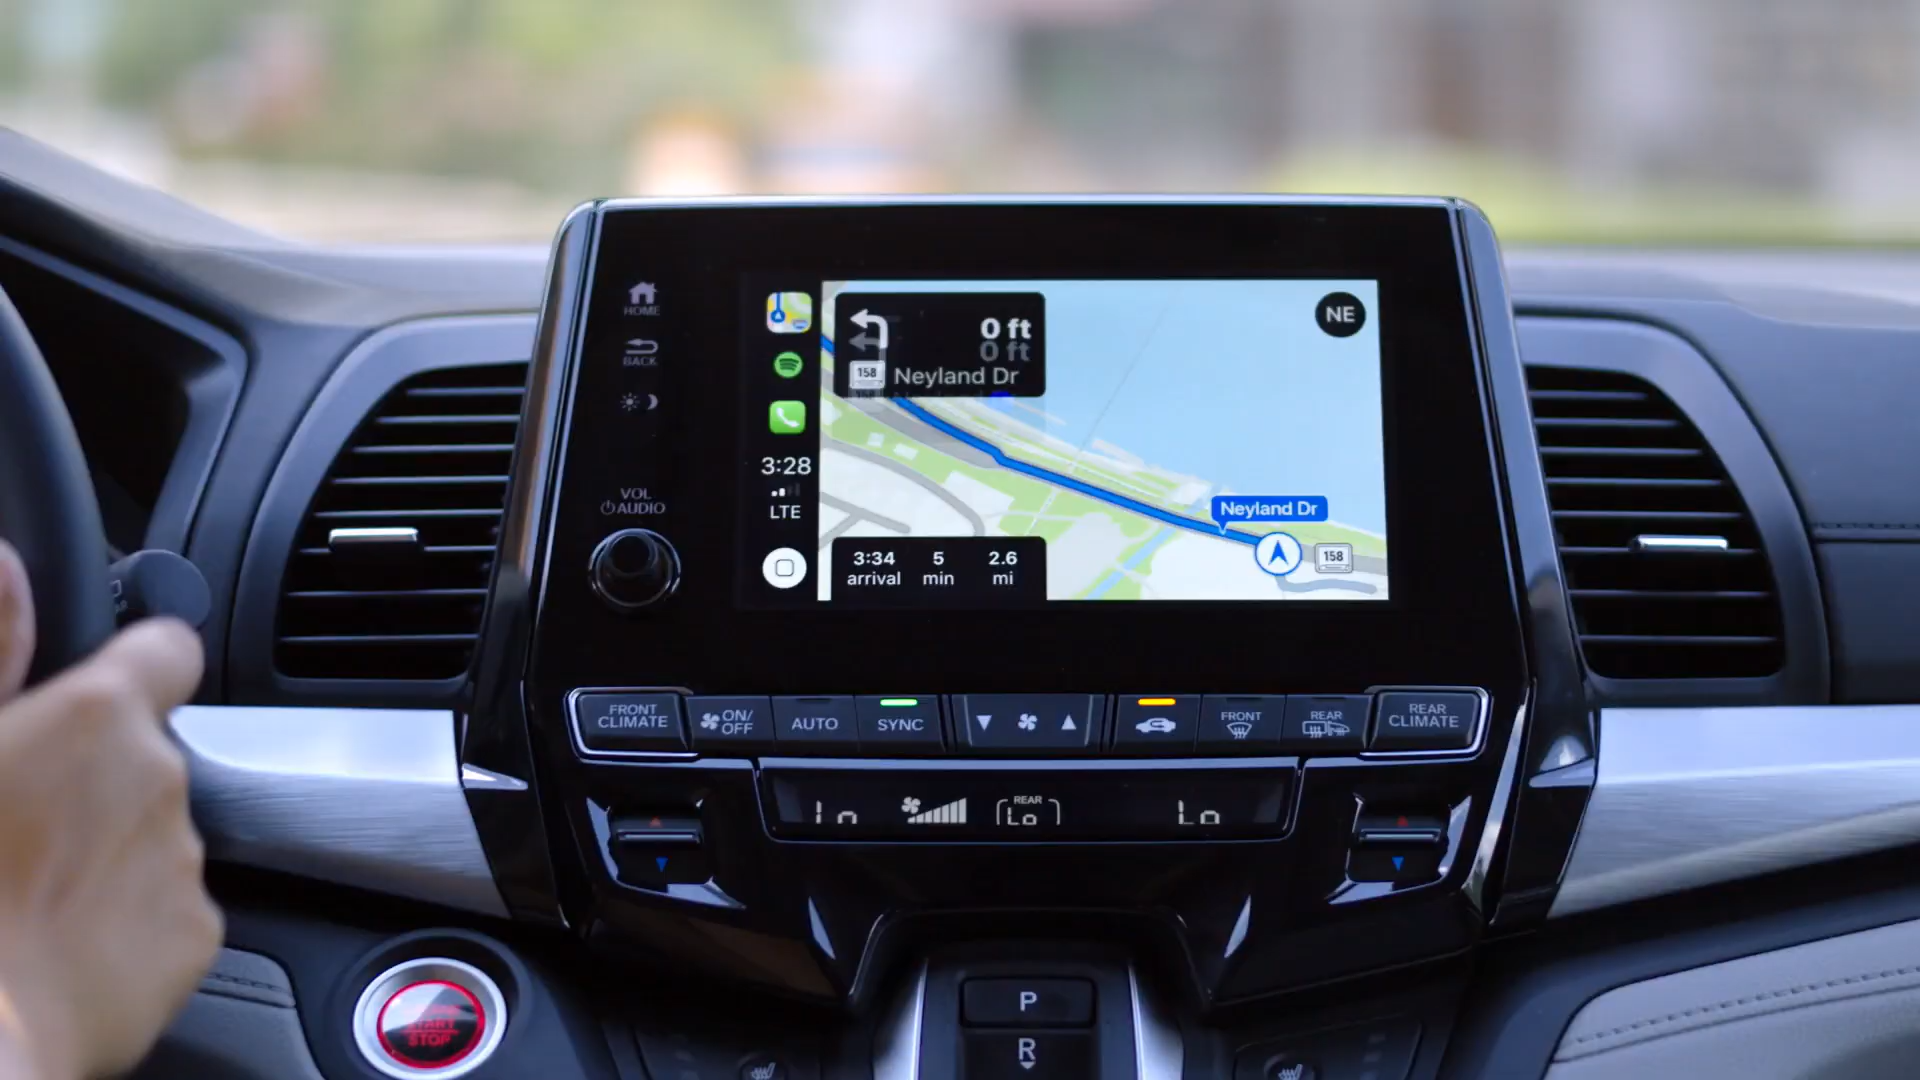 HOME
BACK
VOL
AUDIO
3:28
LTE
0 ft
0 ft
158
Neyland Dr
158
NE
Neyland Dr
158
3:34
arrival
5
min
2.6
mi
FRONT
CLIMATE
ON/
OFF
AUTO
SYNC
FRONT
REAR
REAR
CLIMATE
Lo
REAR
Lo
Lo
START
STOP
P
R